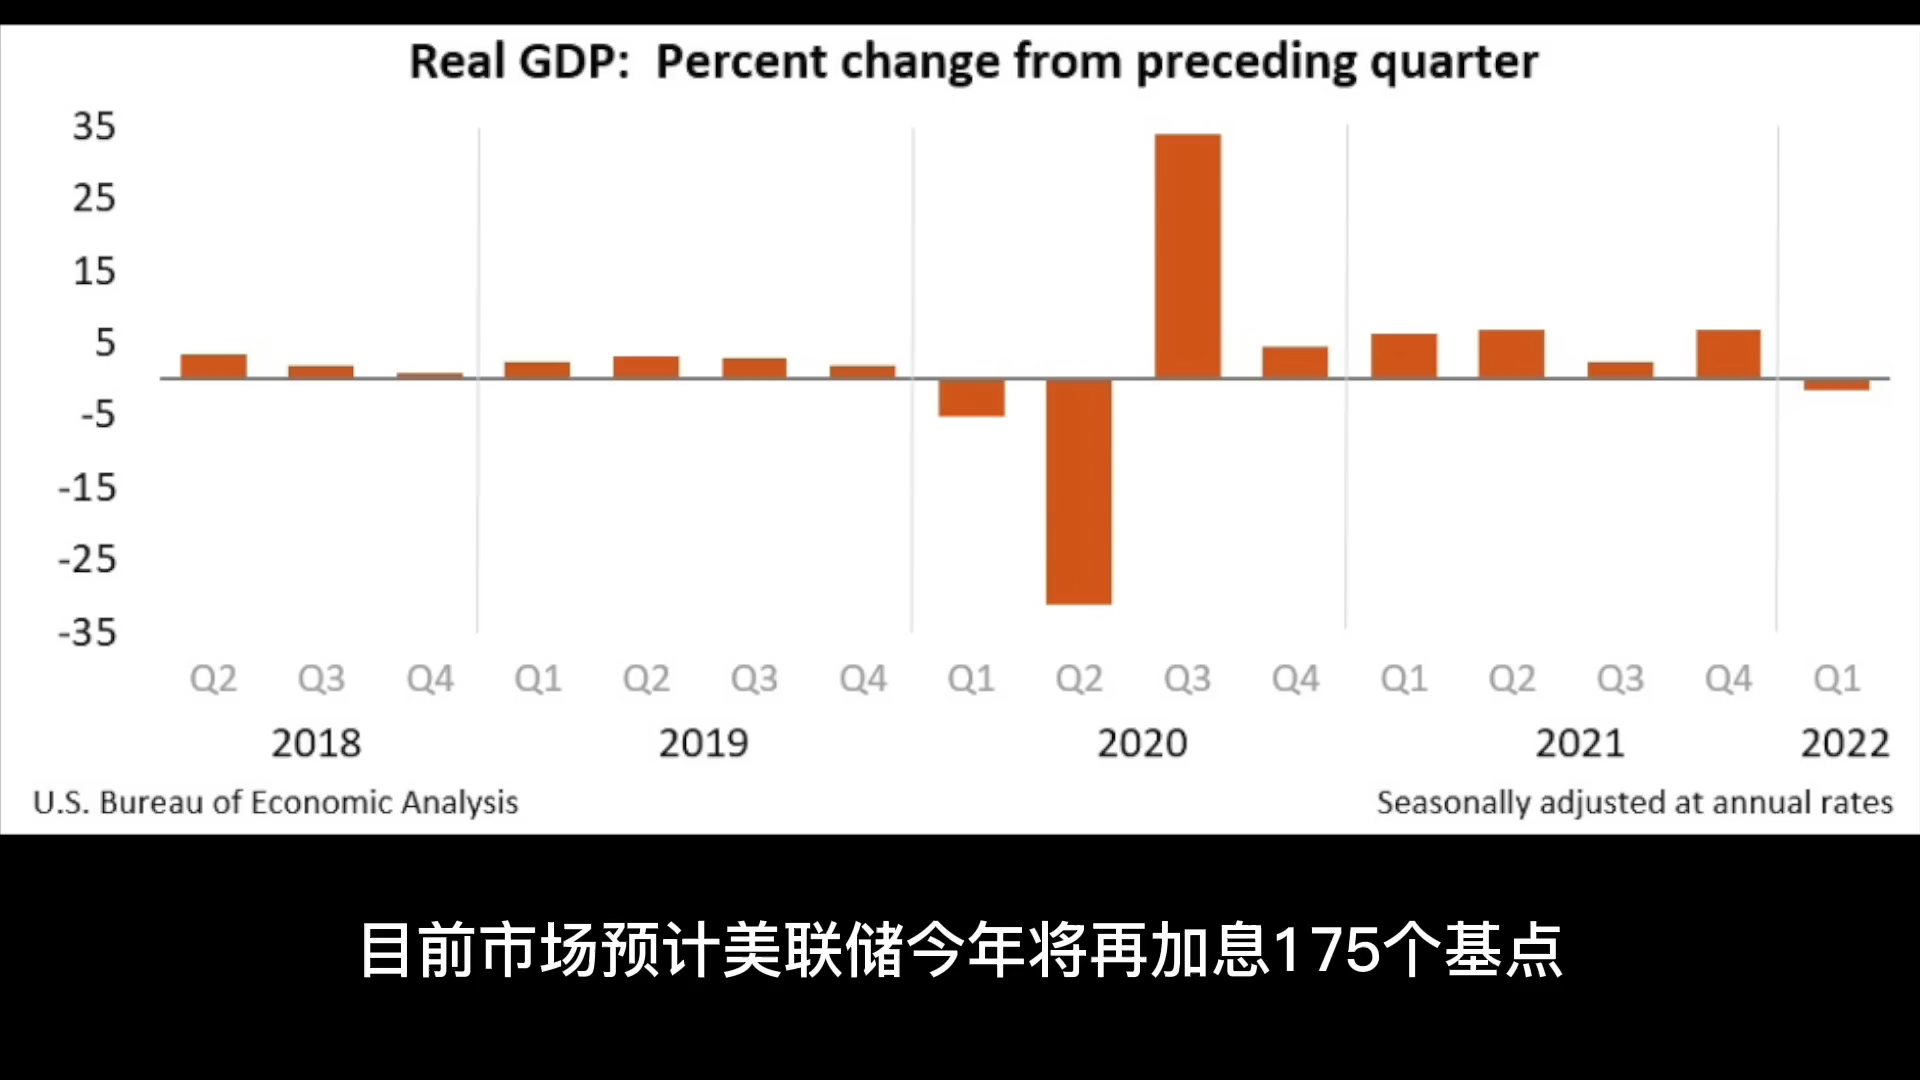 Real GDP: Percent change from preceding quarter
35
25
15
5
-5
-15
-25
-35
Q2 Q3 Q4 Q1 Q2 Q3 Q4 Q1 Q2 Q3 Q4 Q1 Q2 Q3 Q4 Q1
2018 2019 2020 2021 2022
U.S. Bureau of Economic Analysis Seasonally adjusted at annual rates
目前市场预计美联储今年将再加息175个基点